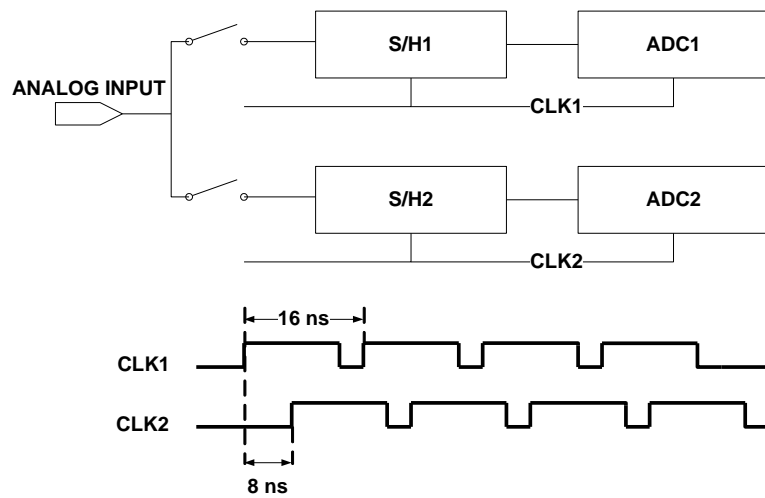 S/H1
ADC1
ANALOG INPUT
CLK1
S/H2
ADC2
CLK2
16 ns
CLK1
CLK2
8 ns